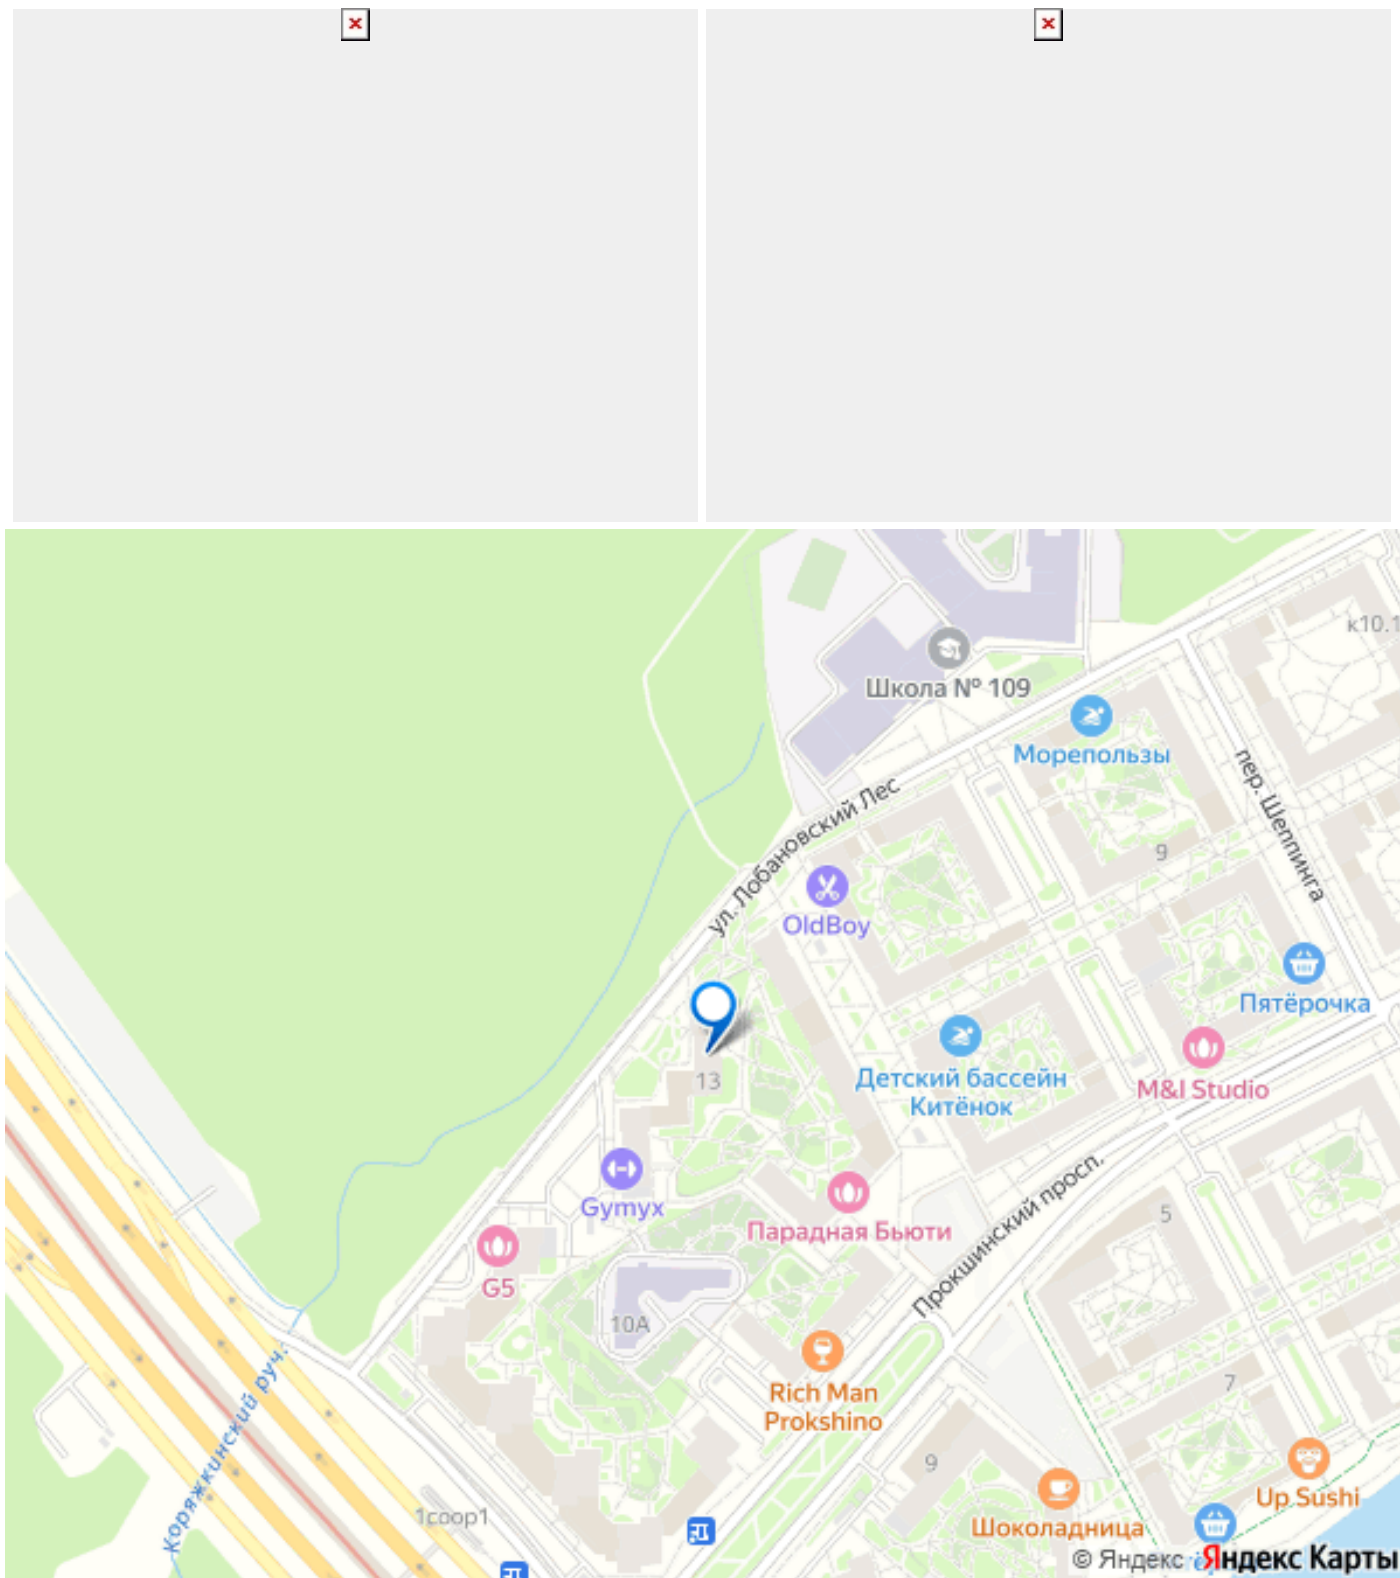 к10.1
Школа № 109
Морепользы
пер. Шеппинга
ул. Лобановский Лес
9
OldBoy
Пятёрочка
13
Детский бассейн
Китёнок
M&I Studio
Gymyx
Парадная Бьюти
Прокшинский просп.
5
G5
10А
Коряжкинский руч.
Rich Man
Prokshino
7
9
Up Sushi
1соор1
Шоколадница
© Яндекс
Яндекс Карты